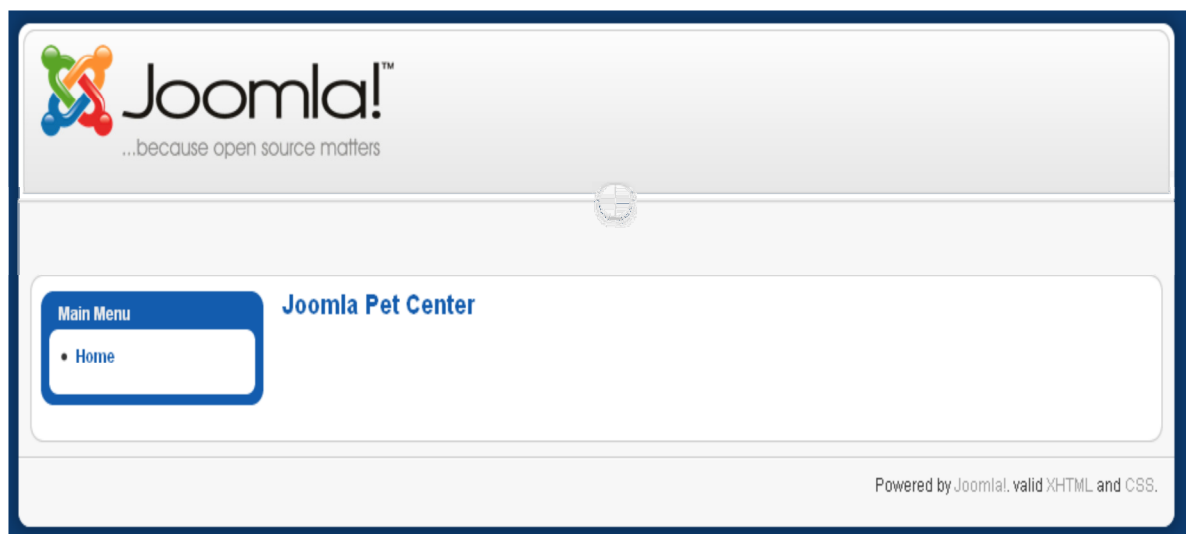 Joomla!™
...because open source matters
Main Menu
• Home
Joomla Pet Center
Powered by Joomla!. valid XHTML and CSS.